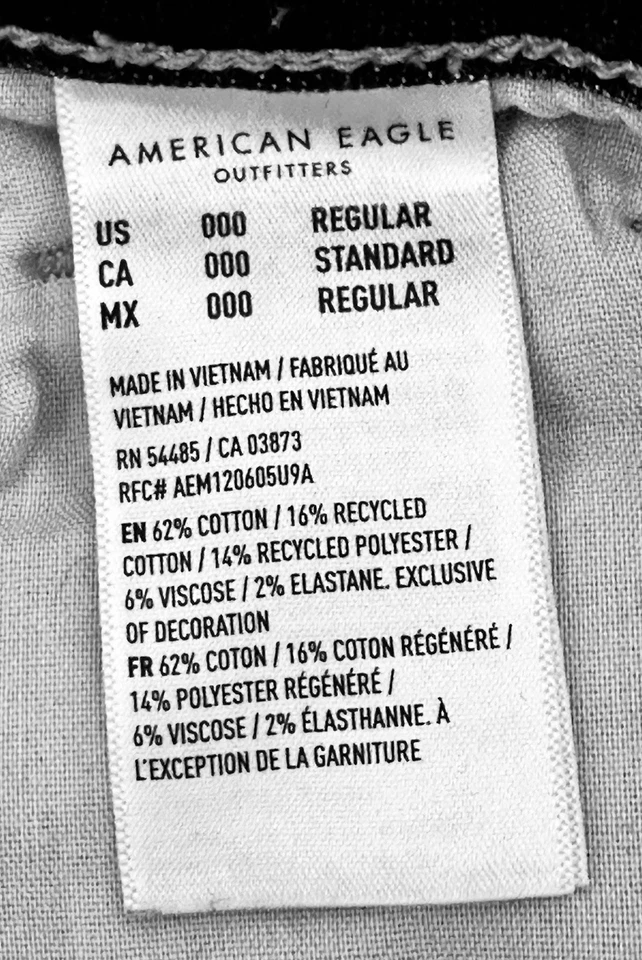 AMERICAN EAGLE
OUTFITTERS
US 000 REGULAR
CA 000 STANDARD
MX 000 REGULAR
MADE IN VIETNAM / FABRIQUÉ AU
VIETNAM / HECHO EN VIETNAM
RN 54485 / CA 03873
RFC# AEM120605U9A
EN 62% COTTON / 16% RECYCLED
COTTON / 14% RECYCLED POLYESTER /
6% VISCOSE / 2% ELASTANE. EXCLUSIVE
OF DECORATION
FR 62% COTON / 16% COTON RÉGÉNÉRÉ /
14% POLYESTER RÉGÉNÉRÉ /
6% VISCOSE / 2% ÉLASTHANNE. À
L'EXCEPTION DE LA GARNITURE